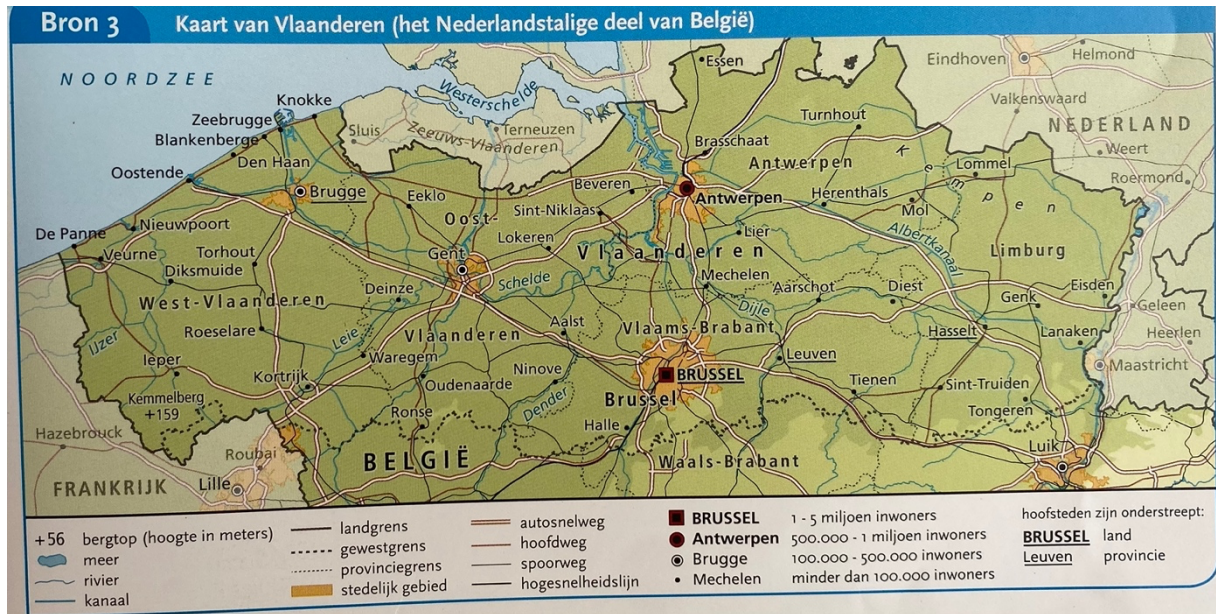 Bron 3
Kaart van Vlaanderen (het Nederlandstalige deel van België)
NOORDZEE
Westerschelde
Essen
Eindhoven
Helmond
Knokke
Zeebrugge
Blankenberge
Sluis
Zeeuws-Vlaanderen
Terneuzen
Valkenswaard
NEDERLAND
Turnhout
Brasschaat
Antwerpen
Kempen
Lommel
Weert
Roermond
Den Haan
Oostende
Brugge
Eeklo
Oost-
Beveren
Antwerpen
Herenthals
Mol
Sint-Niklaas
Nieuwpoort
De Panne
Veurne
Torhout
Diksmuide
Gent
Lokeren
Vlaanderen
Lier
Albertkanaal
Limburg
Schelde
Mechelen
Deinze
Aarschot
Diest
Genk
Eisden
West-Vlaanderen
Dijle
Geleen
Roeselare
Leie
Vlaanderen
Aalst
Vlaams-Brabant
Hasselt
Lanaken
Heerlen
IJzer
Ieper
Waregem
Leuven
Maastricht
Kortrijk
Oudenaarde
Ninove
BRUSSEL
Tienen
Sint-Truiden
Kemmelberg
+159
Dender
Brussel
Tongeren
Ronse
Halle
Hazebrouck
Roubai
Luik
BELGIË
Waals-Brabant
FRANKRIJK
Lille
+56 bergtop (hoogte in meters)
meer
rivier
kanaal
landgrens
gewestgrens
provinciegrens
stedelijk gebied
autosnelweg
hoofdweg
spoorweg
hogesnelheidslijn
BRUSSEL 1 - 5 miljoen inwoners
Antwerpen 500.000 - 1 miljoen inwoners
Brugge 100.000 - 500.000 inwoners
Mechelen minder dan 100.000 inwoners
hoofsteden zijn onderstreept:
BRUSSEL land
Leuven provincie